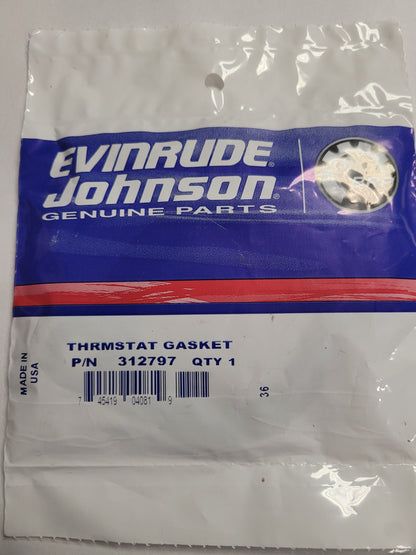 EVINRUDE
Johnson
GENUINE PARTS
THRMSTAT GASKET
P/N 312797 QTY 1
MADE IN
USA
7 45419 04081 9
36